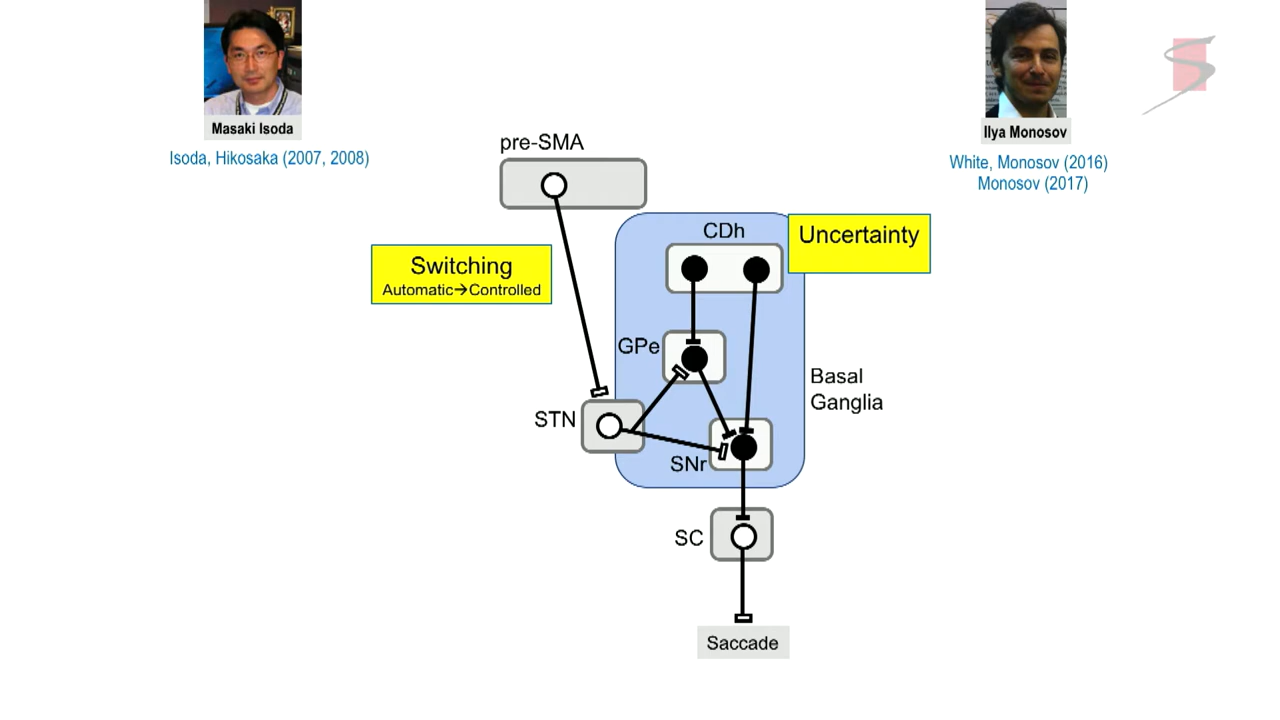 Masaki Isoda
Isoda, Hikosaka (2007, 2008)
Ilya Monosov
White, Monosov (2016)
Monosov (2017)
pre-SMA
Switching
Automatic→Controlled
CDh
Uncertainty
GPe
Basal
Ganglia
STN
SNr
SC
Saccade